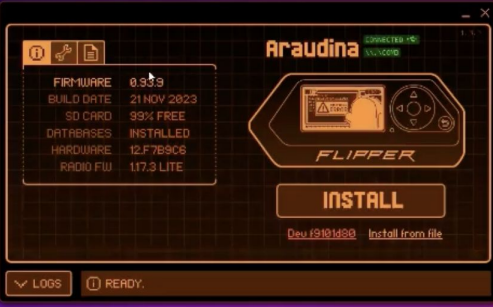 Araudina
CONNECTED
FIRMWARE 0.93.9
BUILD DATE 21 NOV 2023
SD CARD 99% FREE
DATABASES INSTALLED
HARDWARE 12.F7B9C6
RADIO FW 1.17.3 LITE
FLIPPER
INSTALL
Dev f9101d80 Install from file
LOGS
READY.